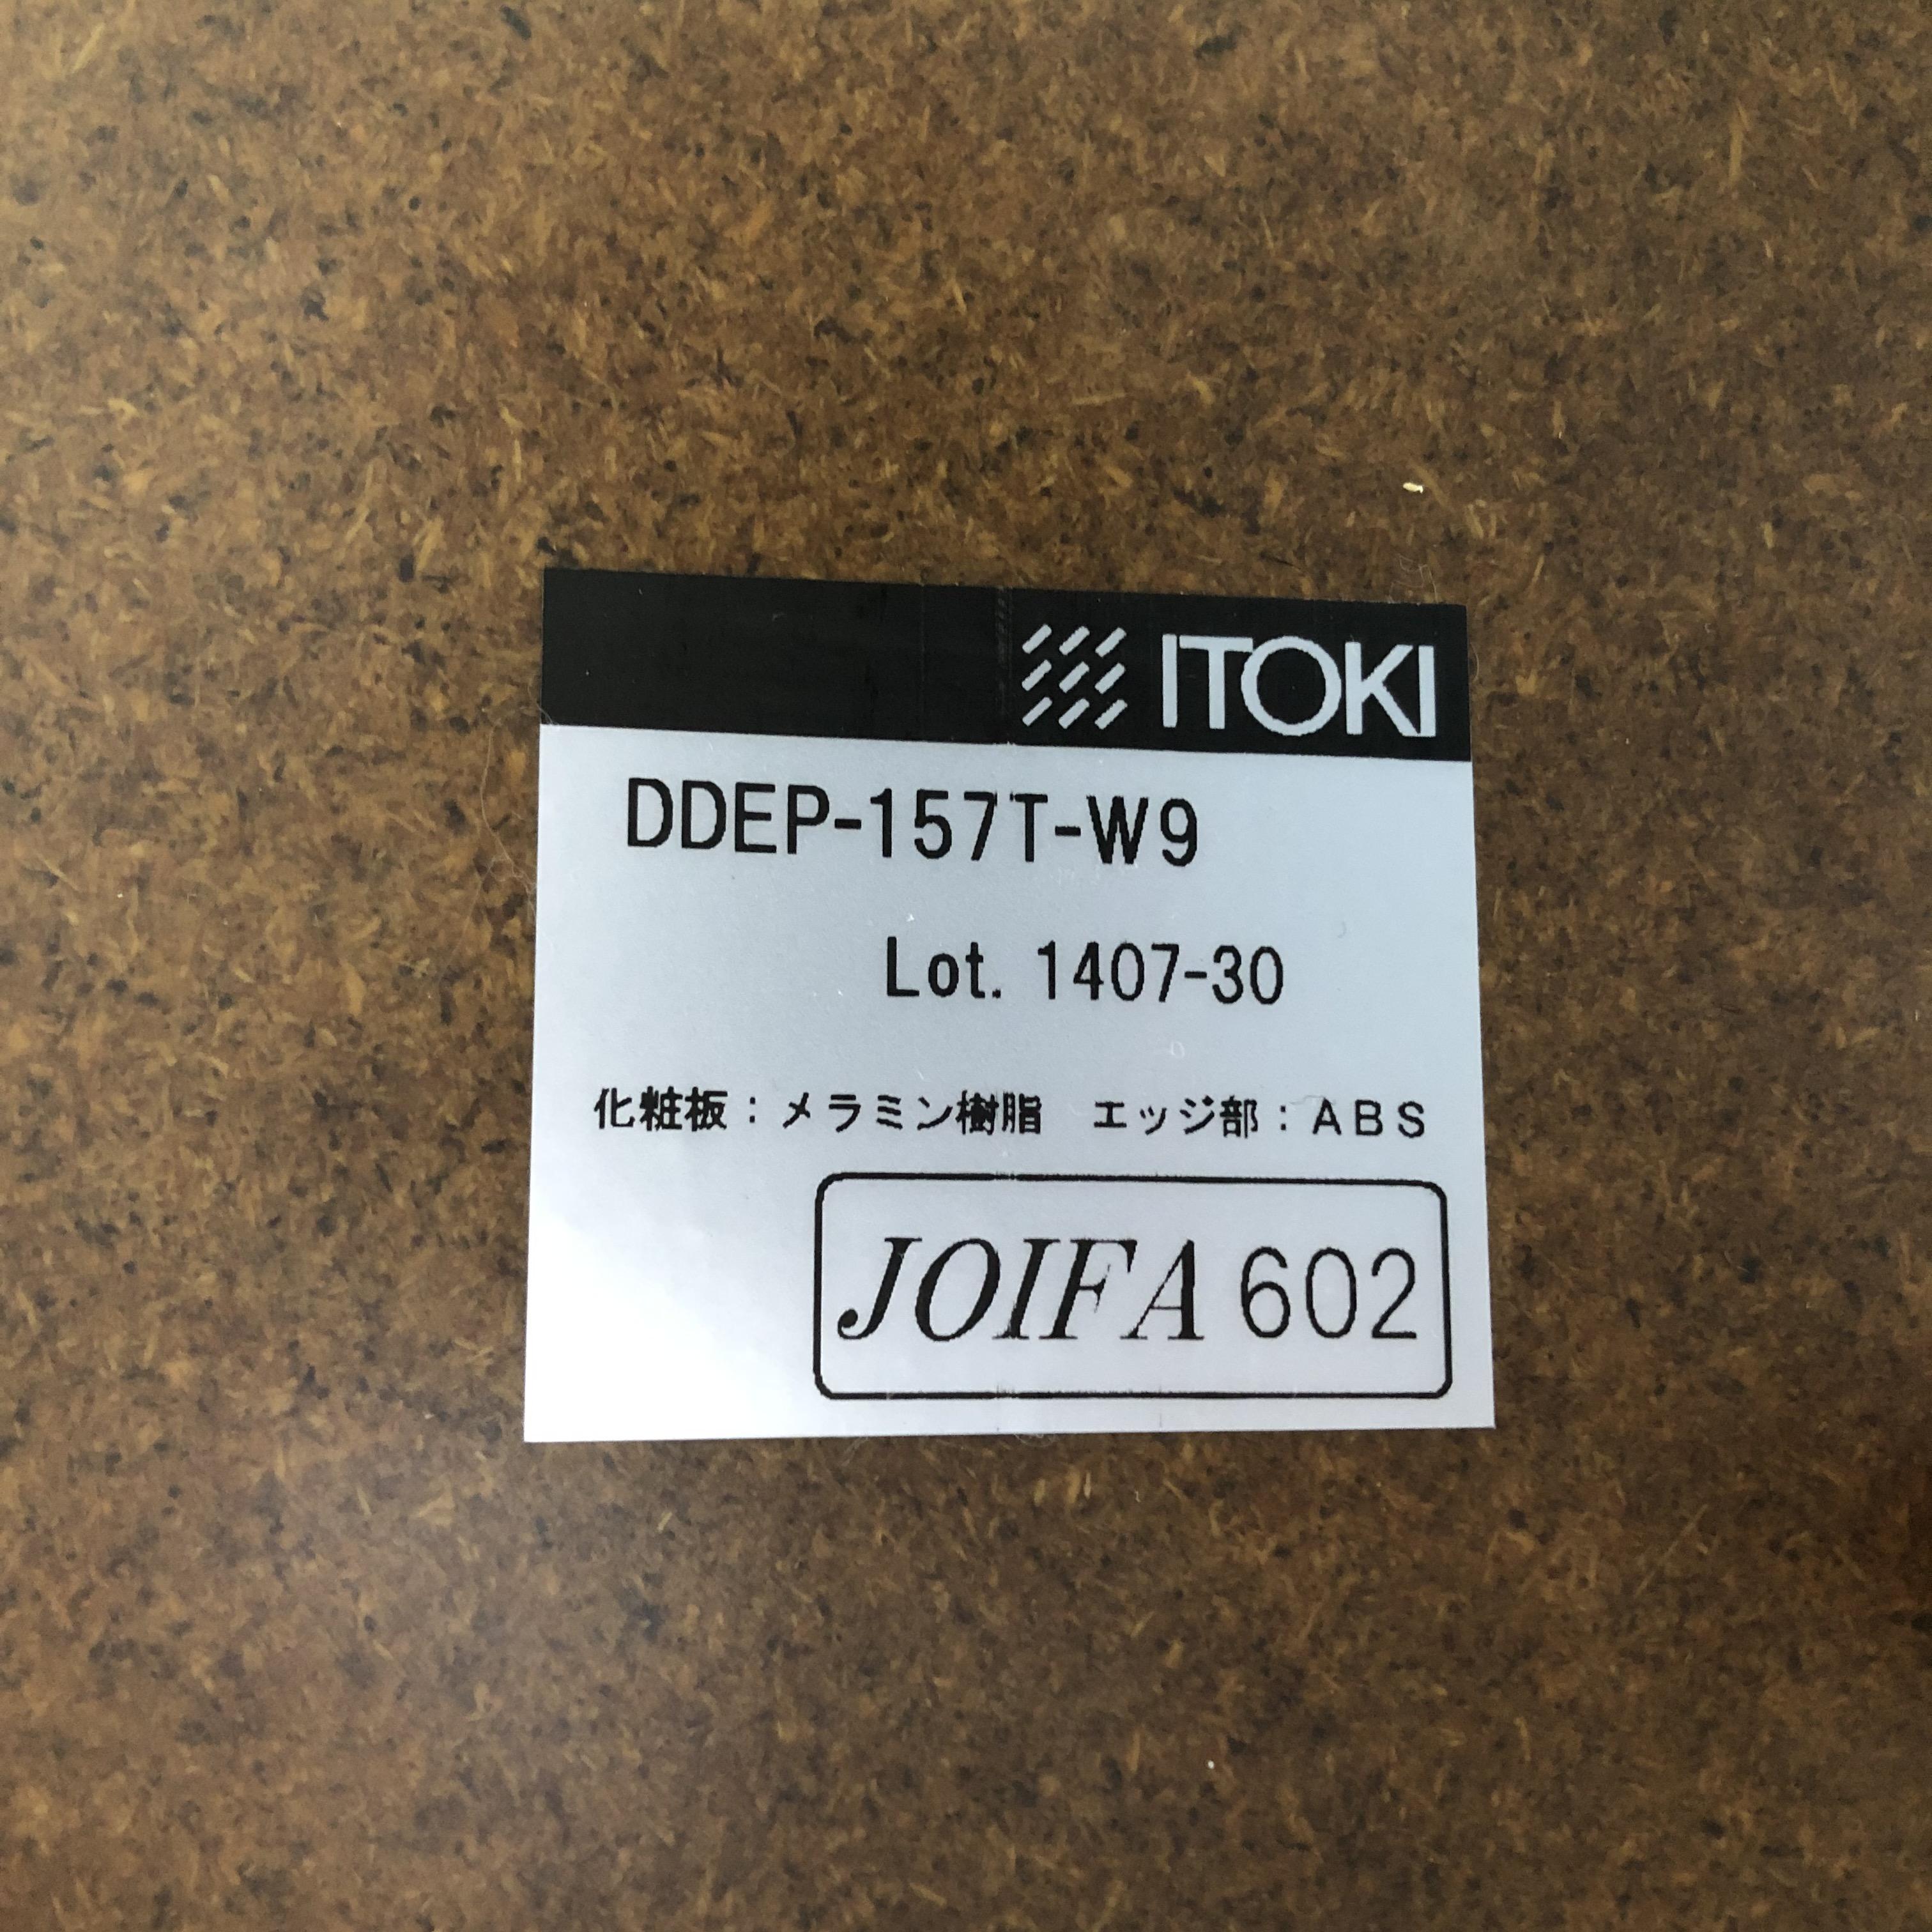 ITOKI
DDEP-157T-W9
Lot. 1407-30
化粧板：メラミン樹脂　エッジ部：ＡＢＳ
JOIFA 602